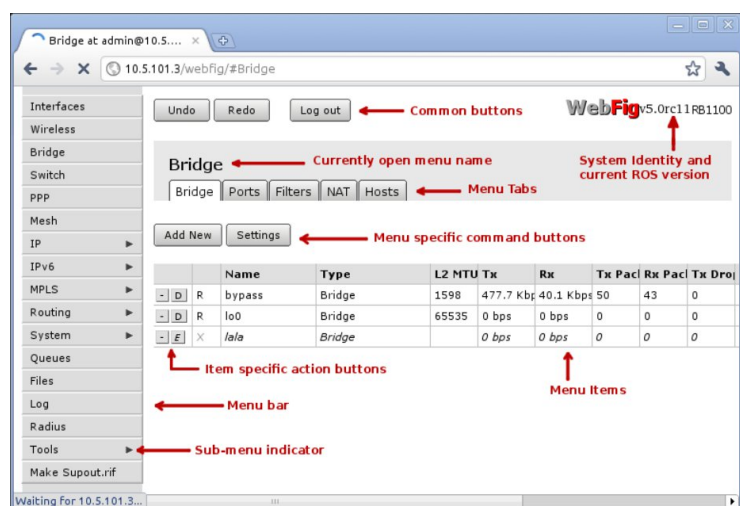 Bridge at admin@10.5....
10.5.101.3/webfig/#Bridge
Interfaces
Wireless
Bridge
Switch
PPP
Mesh
IP
IPv6
MPLS
Routing
System
Queues
Files
Log
Radius
Tools
Make Supout.rif
Undo Redo Log out Common buttons WebFig v5.0rc11 RB1100
Bridge Currently open menu name
System Identity and
current ROS version
Bridge Ports Filters NAT Hosts Menu Tabs
Add New Settings Menu specific command buttons
Name Type L2 MTU Tx Rx Tx Pac Rx Pac Tx Dro
- D R bypass Bridge 1598 477.7 Kbp 40.1 Kbps 50 43 0
- D R lo0 Bridge 65535 0 bps 0 bps 0 0 0
- E X lala Bridge 0 bps 0 bps 0 0 0
Item specific action buttons
Menu Items
Menu bar
Sub-menu indicator
Waiting for 10.5.101.3...